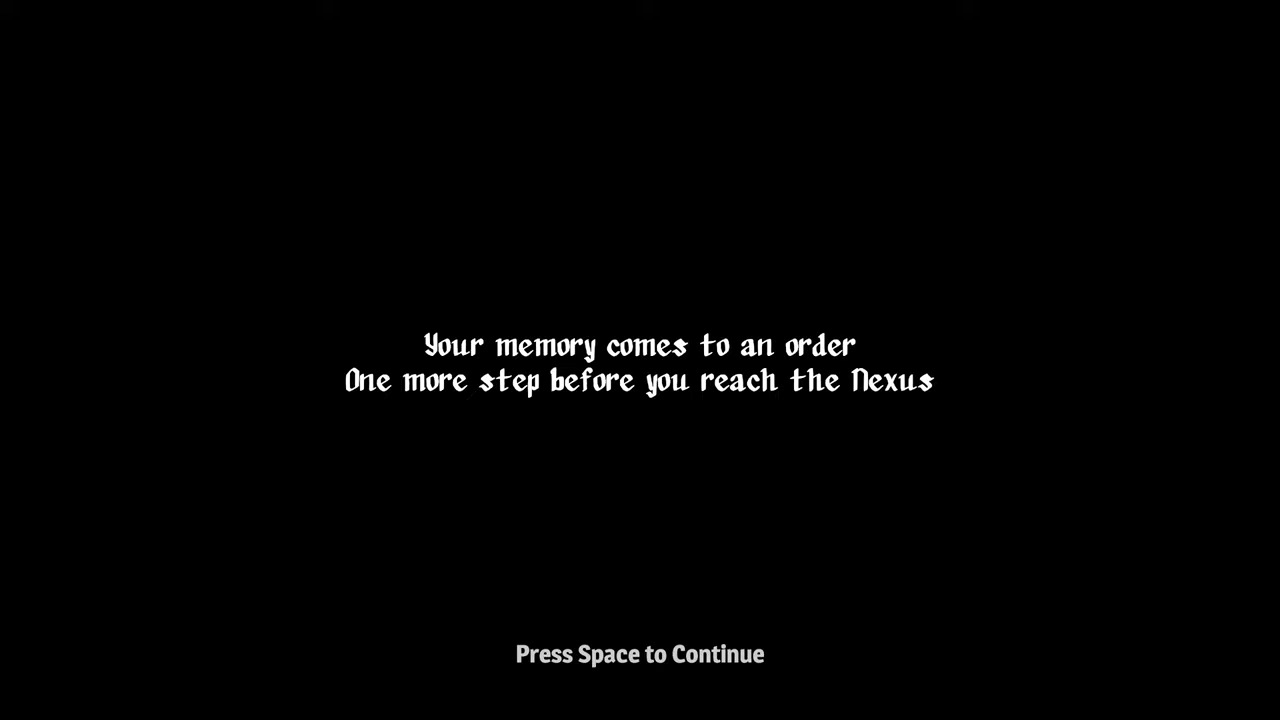 Your memory comes to an order
One more step before you reach the Nexus
Press Space to Continue